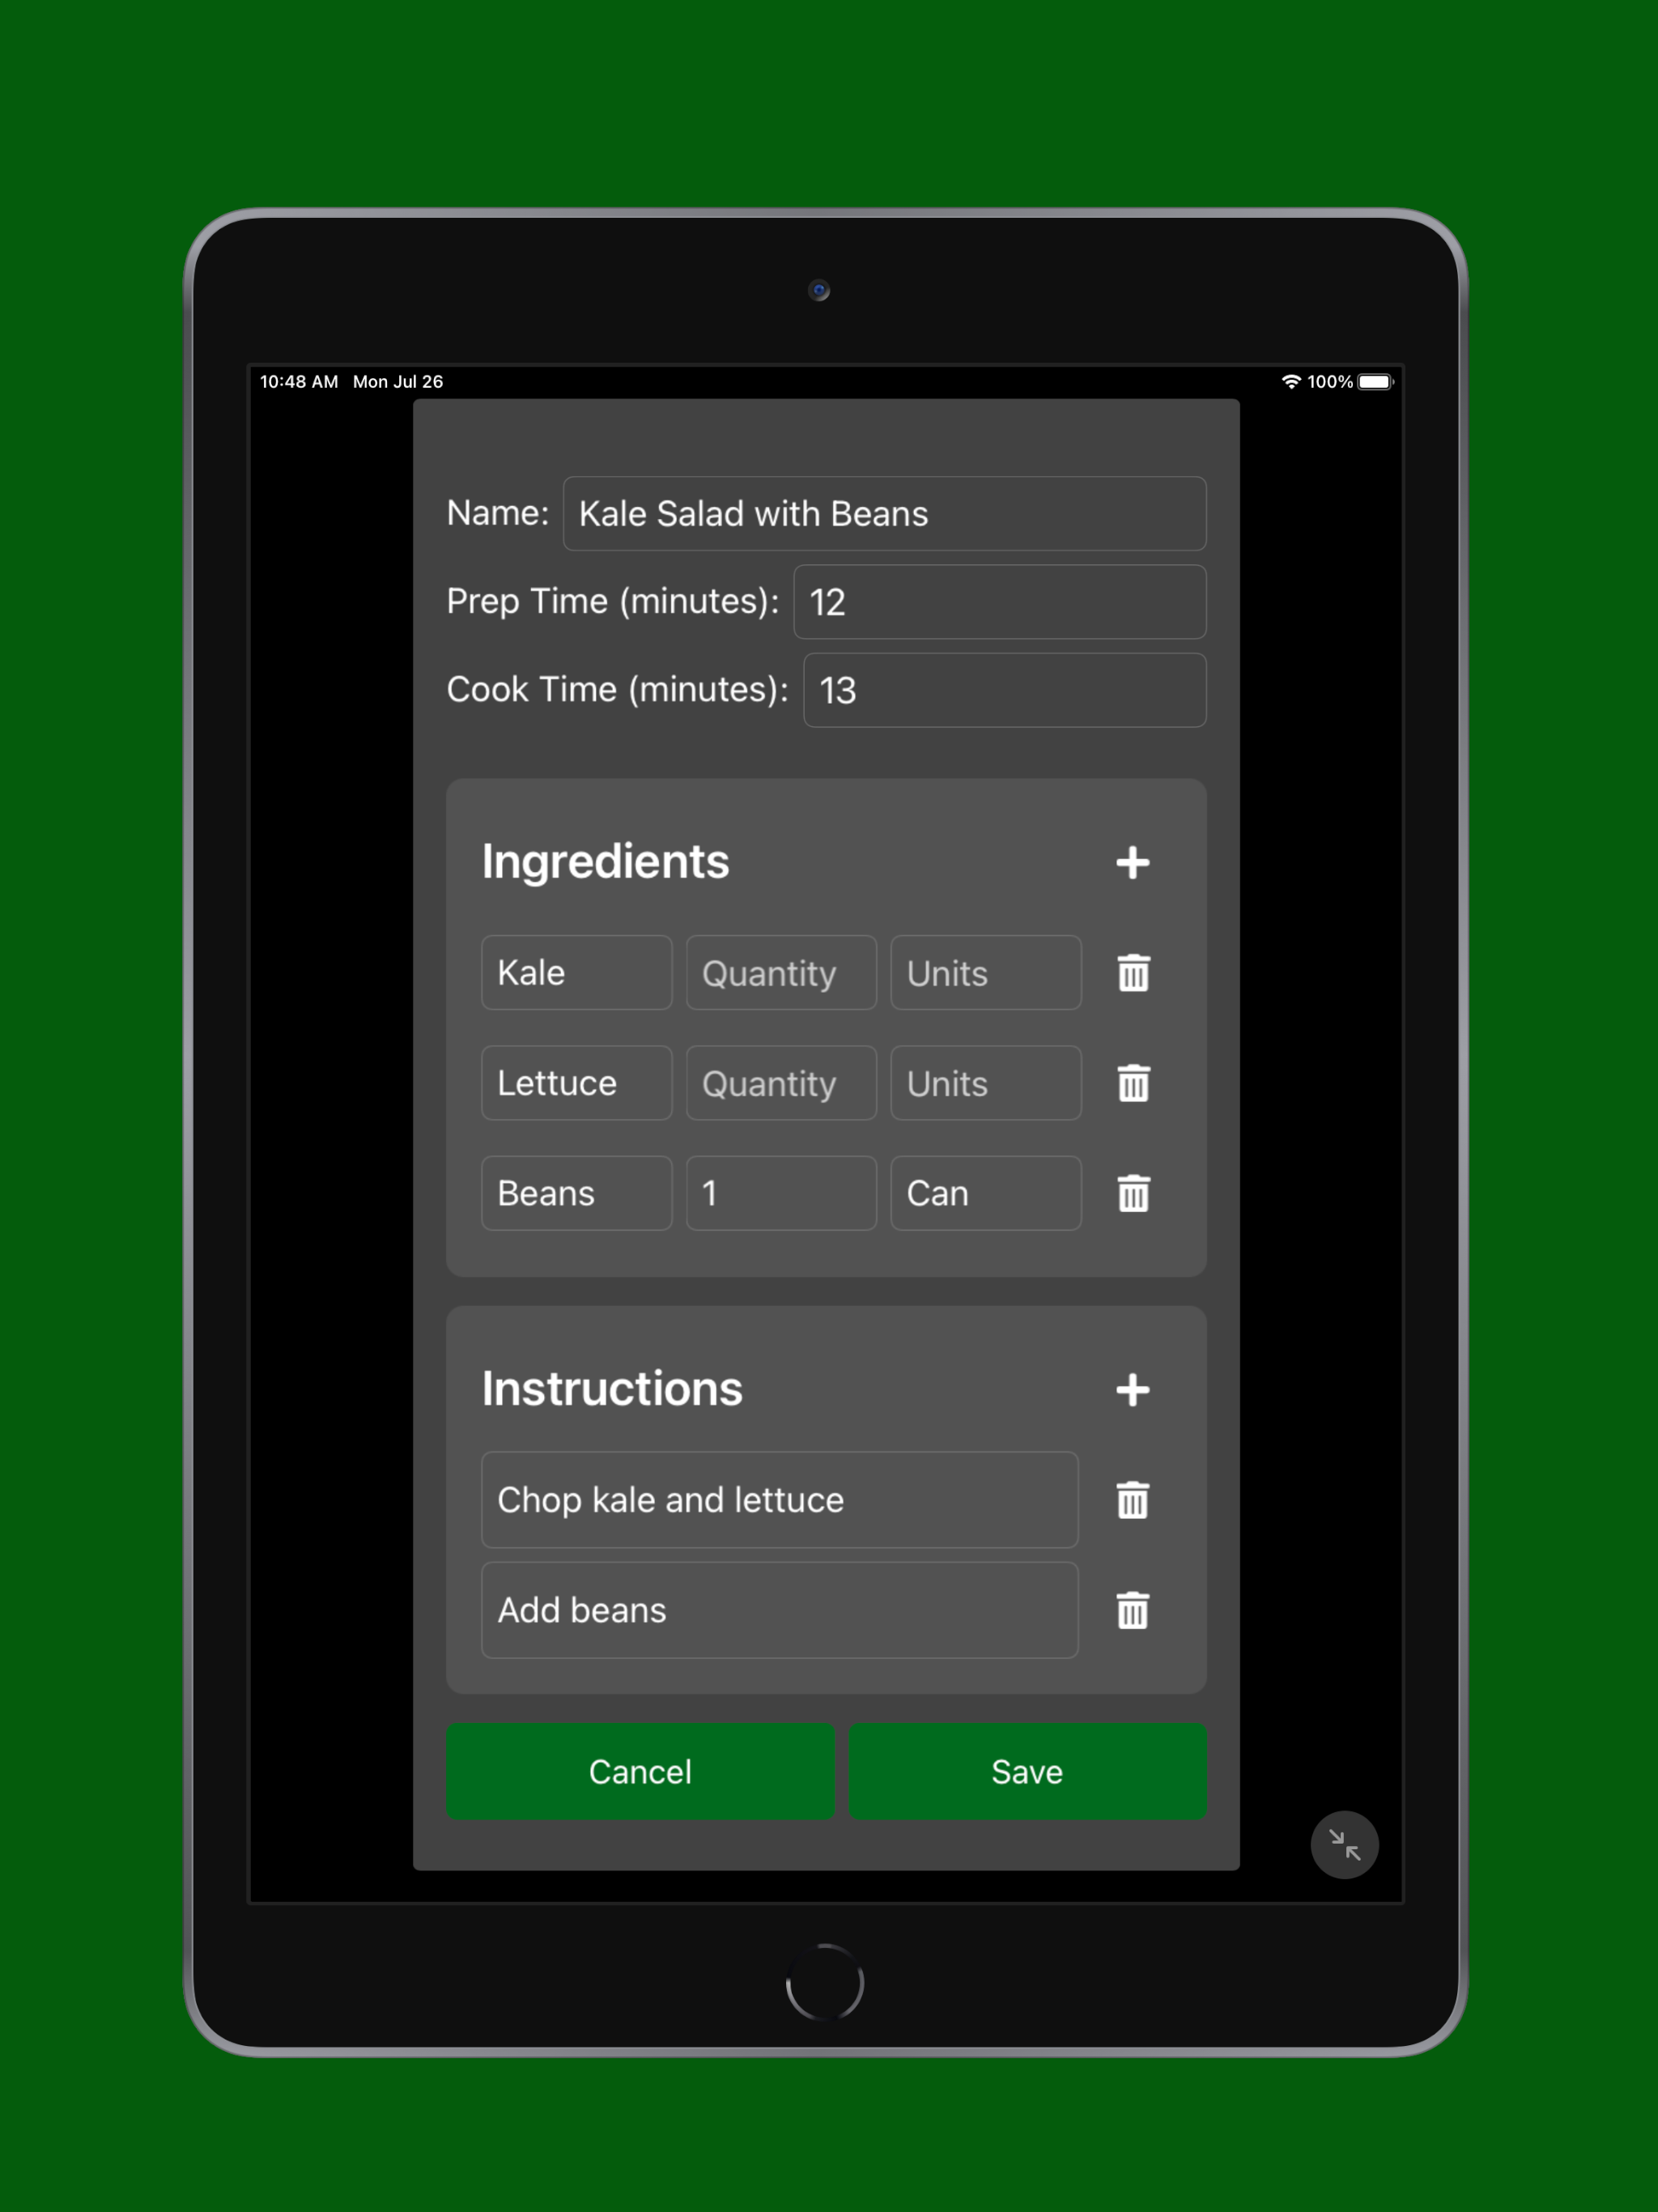 10:48 AM Mon Jul 26 100%
Name: Kale Salad with Beans
Prep Time (minutes): 12
Cook Time (minutes): 13
Ingredients
Kale Quantity Units
Lettuce Quantity Units
Beans 1 Can
Instructions
Chop kale and lettuce
Add beans
Cancel Save